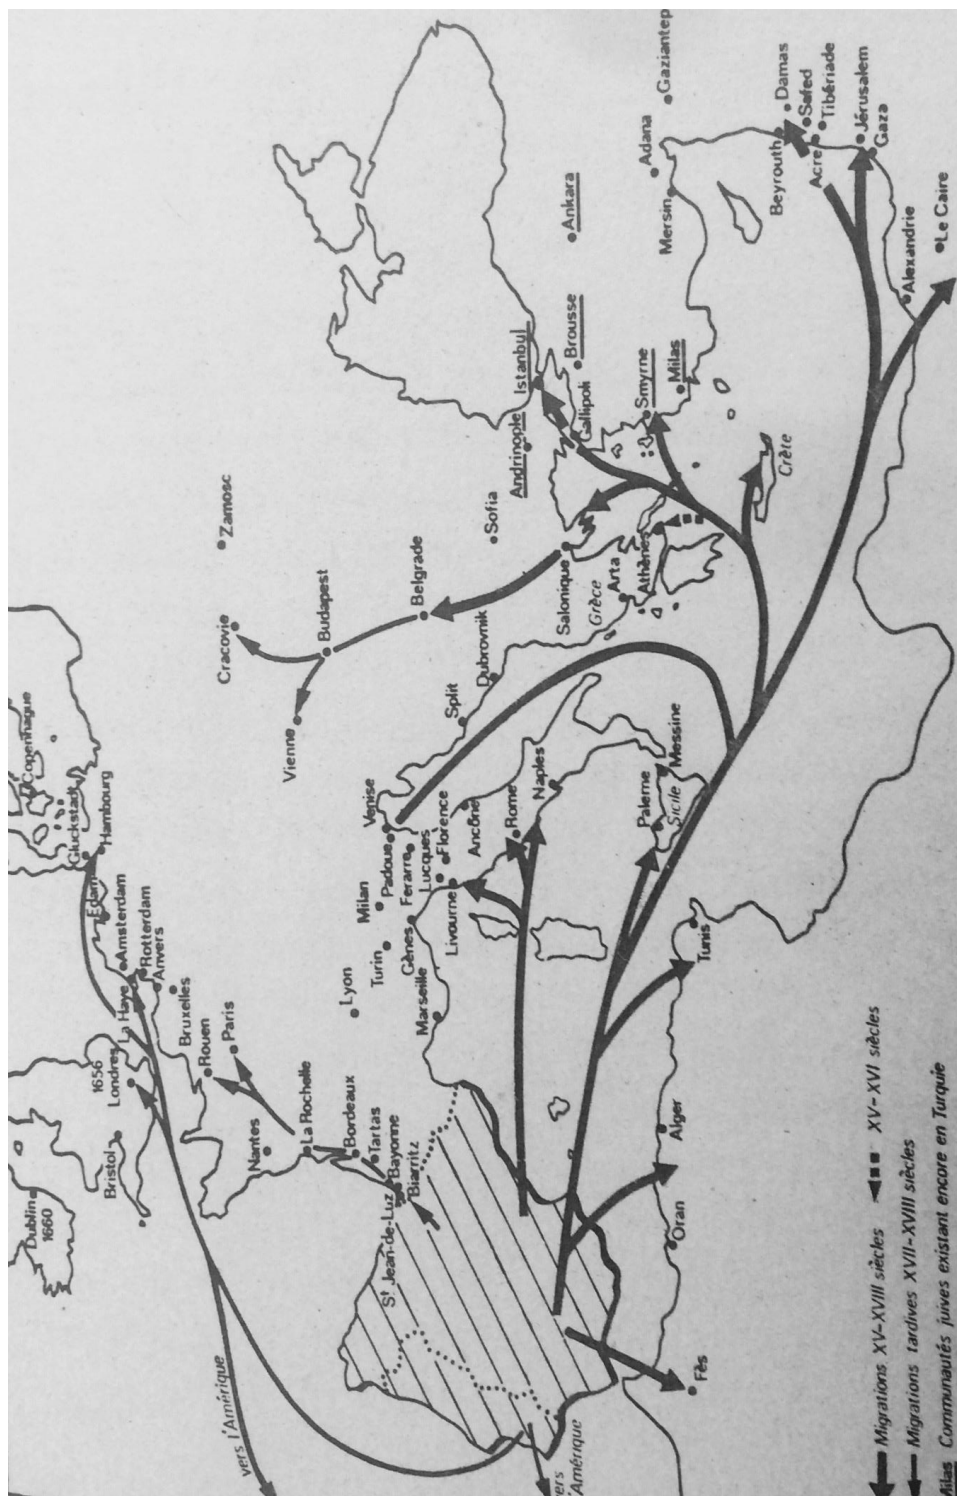 Dublin
1660
Bristol
1656
Londres
La Haye
Edam
Amsterdam
Rotterdam
Anvers
Bruxelles
Gluckstadt
Hambourg
Copenhague
Rouen
Paris
Nantes
La Rochelle
Bordeaux
Tartas
Bayonne
Biarritz
St Jean-de-Luz
Lyon
Turin
Milan
Gènes
Marseille
Padoue
Venise
Ferarre
Lucques
Florence
Livourne
Ancône
Rome
Naples
Palerme
Sicile
Messine
Vienne
Cracovie
Zamosc
Budapest
Belgrade
Split
Dubrovnik
Sofia
Salonique
Grèce
Arta
Athènes
Crète
Andrinople
Istanbul
Gallipoli
Brousse
Ankara
Smyrne
Milas
Mersin
Adana
Gaziantep
Beyrouth
Damas
Safed
Tibériade
Acre
Jérusalem
Gaza
Alexandrie
Le Caire
Tunis
Alger
Oran
Fès
vers l'Amérique
vers
l'Amérique
Migrations XV-XVIII siècles
XV-XVI siècles
Migrations tardives XVII-XVIII siècles
Milas Communautés juives existant encore en Turquie